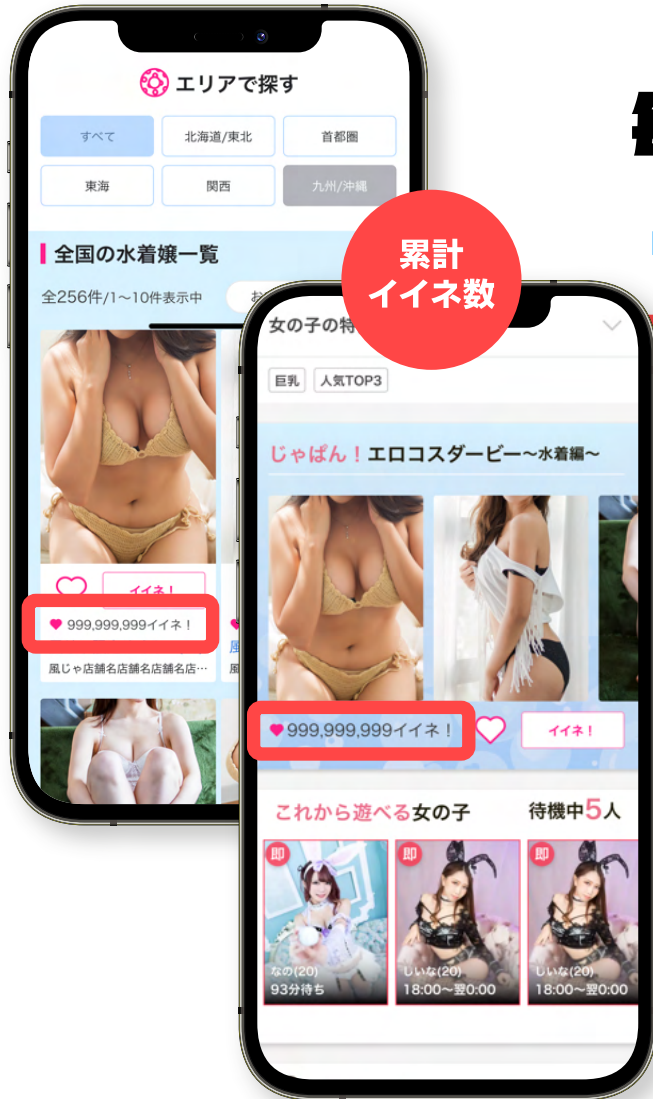 エリアで探す
すべて
北海道/東北
首都圏
東海
関西
九州/沖縄
全国の水着嬢一覧
全256件/1〜10件表示中
お
イイネ!
999,999,999イイネ!
風じゃ店舗名店舗名店舗名店…
風
累計
イイネ数
女の子の特
巨乳
人気TOP3
じゃぱん!エロコスダービー〜水着編〜
999,999,999イイネ!
イイネ!
これから遊べる女の子
待機中5人
即
なの(20)
93分待ち
即
しいな(20)
18:00〜翌0:00
即
しいな(20)
18:00〜翌0:00